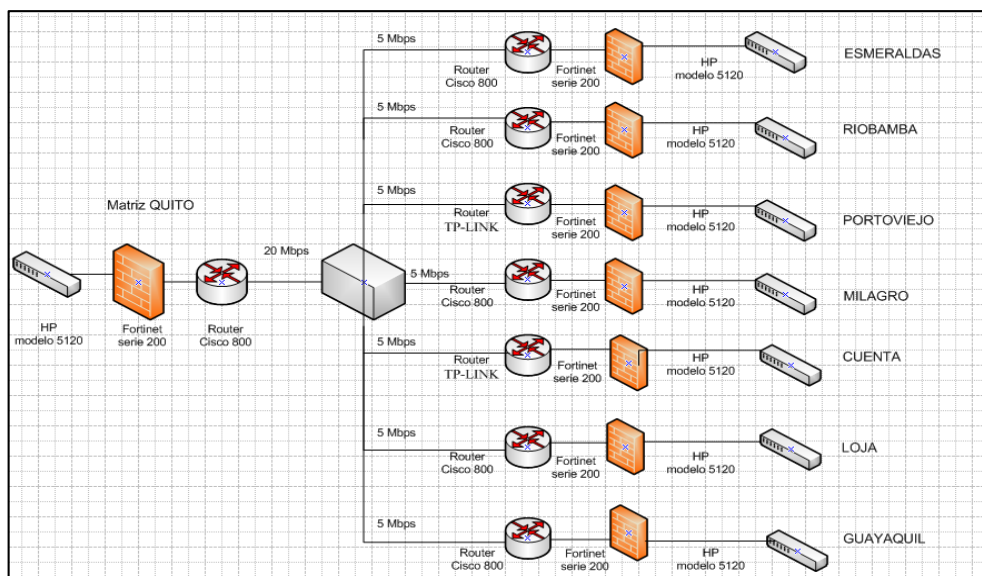 5 Mbps
Router
Cisco 800
Fortinet
serie 200
HP
modelo 5120
ESMERALDAS
5 Mbps
Router
Cisco 800
Fortinet
serie 200
HP
modelo 5120
RIOBAMBA
5 Mbps
Router
TP-LINK
Fortinet
serie 200
HP
modelo 5120
PORTOVIEJO
Matriz QUITO
HP
modelo 5120
Fortinet
serie 200
Router
Cisco 800
20 Mbps
5 Mbps
Router
Cisco 800
Fortinet
serie 200
HP
modelo 5120
MILAGRO
5 Mbps
Router
TP-LINK
Fortinet
serie 200
HP
modelo 5120
CUENTA
5 Mbps
Router
Cisco 800
Fortinet
serie 200
HP
modelo 5120
LOJA
5 Mbps
Router
Cisco 800
Fortinet
serie 200
HP
modelo 5120
GUAYAQUIL